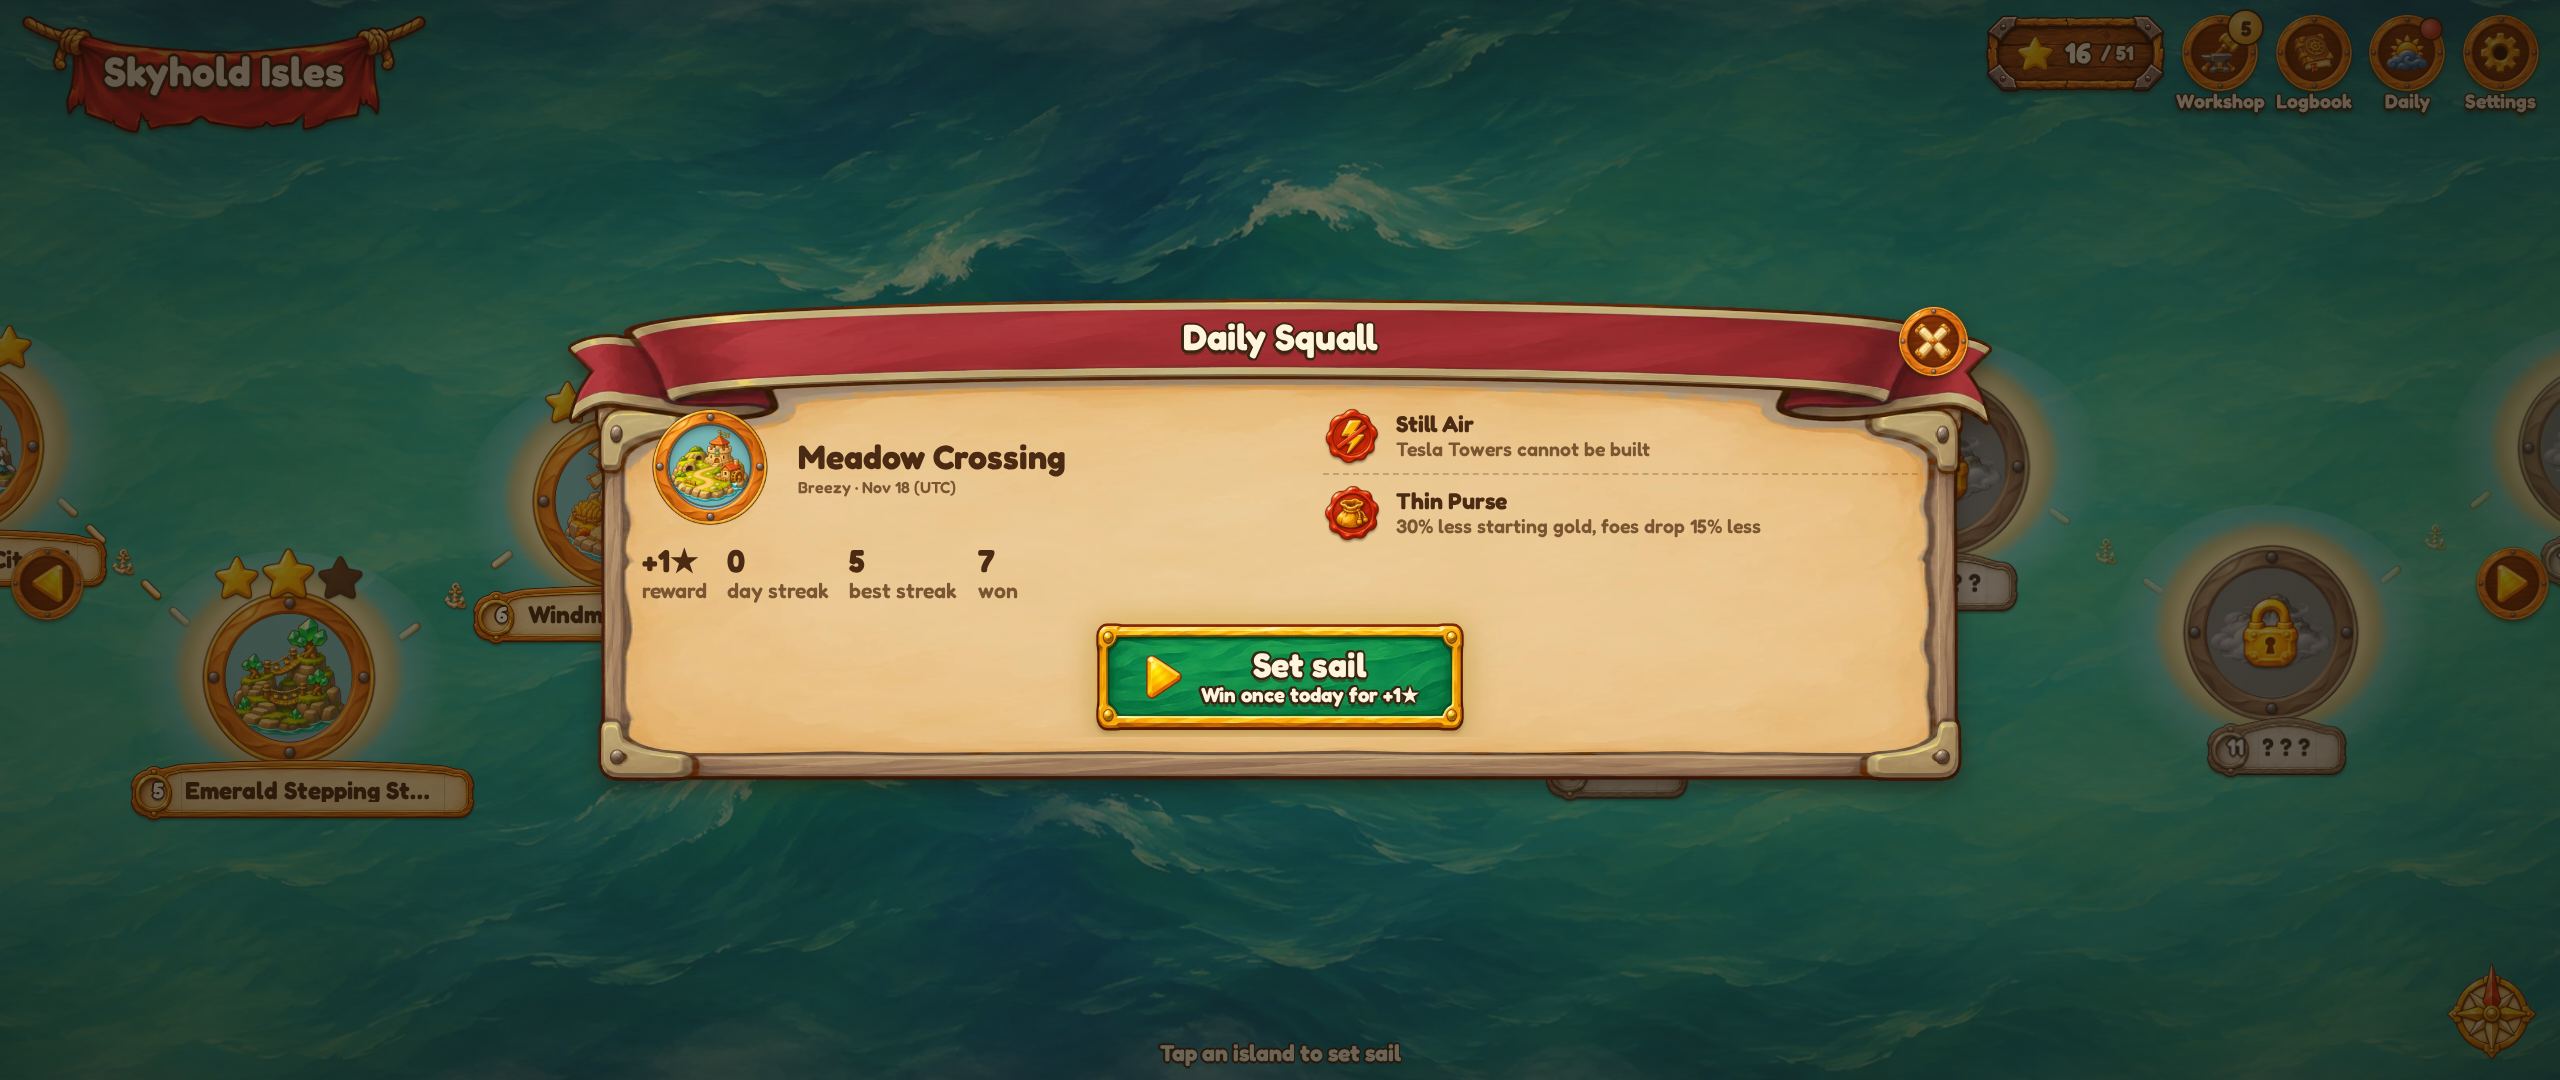 Skyhold Isles
16 / 51
5
Workshop
Logbook
Daily
Settings
Daily Squall
Meadow Crossing
Breezy · Nov 18 (UTC)
+1★
reward
0
day streak
5
best streak
7
won
Still Air
Tesla Towers cannot be built
Thin Purse
30% less starting gold, foes drop 15% less
Set sail
Win once today for +1★
Cit
6 Windm
5 Emerald Stepping St...
?
11 ???
Tap an island to set sail